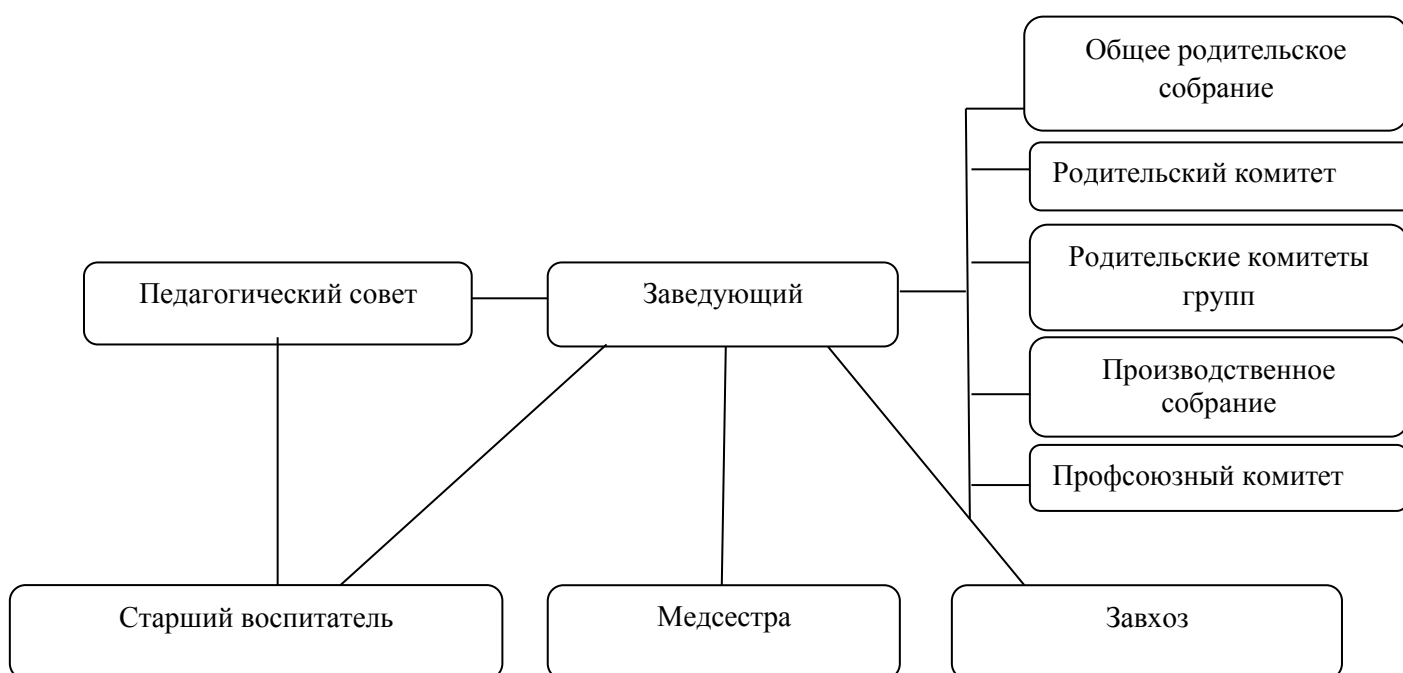 Общее родительское
собрание
Родительский комитет
Родительские комитеты
групп
Педагогический совет
Заведующий
Производственное
собрание
Профсоюзный комитет
Старший воспитатель
Медсестра
Завхоз